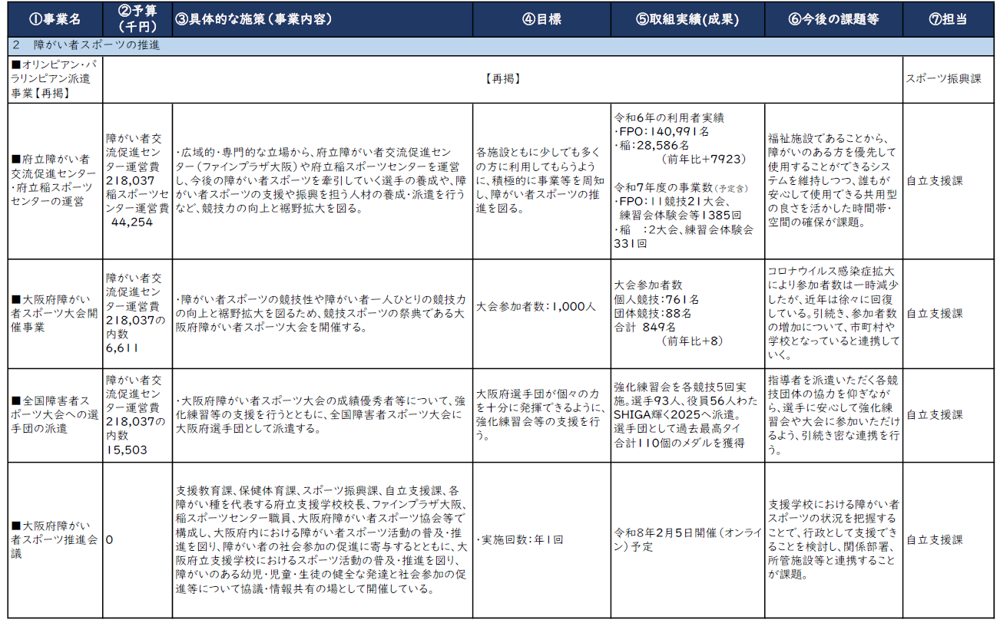 ①事業名
②予算
(千円)
③具体的な施策(事業内容)
④目標
⑤取組実績(成果)
⑥今後の課題等
⑦担当
2 障がい者スポーツの推進
■オリンピアン・パ
ラリンピアン派遣
事業【再掲】
【再掲】
スポーツ振興課
■府立障がい者
交流促進センター
・府立稲スポーツ
センターの運営
障がい者交
流促進セン
ター運営費
218,037
稲スポーツセ
ンター運営費
44,254
・広域的・専門的な立場から、府立障がい者交流促進セン
ター(ファインプラザ大阪)や府立稲スポーツセンターを運営
し、今後の障がい者スポーツを牽引していく選手の養成や、障
がい者スポーツの支援や振興を担う人材の養成・派遣を行う
など、競技力の向上と裾野拡大を図る。
各施設ともに少しでも多く
の方に利用してもらうよう
に、積極的に事業等を周知
し、障がい者スポーツの推
進を図る。
令和6年の利用者実績
・FPO:140,991名
・稲:28,586名
(前年比+7923)
令和7年度の事業数(予定含)
・FPO:11競技21大会、
練習会体験会等1385回
・稲 :2大会、練習会体験会
331回
福祉施設であることから、
障がいのある方を優先して
使用することができるシス
テムを維持しつつ、誰もが
安心して使用できる共用型
の良さを活かした時間帯・
空間の確保が課題。
自立支援課
■大阪府障がい
者スポーツ大会開
催事業
障がい者交
流促進セン
ター運営費
218,037の
内数
6,611
・障がい者スポーツの競技性や障がい者一人ひとりの競技力
の向上と裾野拡大を図るため、競技スポーツの祭典である大
阪府障がい者スポーツ大会を開催する。
大会参加者数:1,000人
大会参加者数
個人競技:761名
団体競技:88名
合計 849名
(前年比+8)
コロナウイルス感染症拡大
により参加者数は一時減少
したが、近年は徐々に回復
している。引続き、参加者数
の増加について、市町村や
学校となっていると連携して
いく。
自立支援課
■全国障害者ス
ポーツ大会への選
手団の派遣
障がい者交
流促進セン
ター運営費
218,037の
内数
15,503
・大阪府障がい者スポーツ大会の成績優秀者等について、強
化練習等の支援を行うとともに、全国障害者スポーツ大会に
大阪府選手団として派遣する。
大阪府選手団が個々の力
を十分に発揮できるように、
強化練習会等の支援を行
う。
強化練習会を各競技5回実
施。選手93人、役員56人わた
SHIGA輝く2025へ派遣。
選手団として過去最高タイ
合計110個のメダルを獲得
指導者を派遣いただく各競
技団体の協力を仰ぎなが
ら、選手に安心して強化練
習会や大会に参加いただけ
るよう、引続き密な連携を行
う。
自立支援課
■大阪府障がい
者スポーツ推進会
議
0
支援教育課、保健体育課、スポーツ振興課、自立支援課、各
障がい種を代表する府立支援学校校長、ファインプラザ大阪、
稲スポーツセンター職員、大阪府障がい者スポーツ協会等で
構成し、大阪府内における障がい者スポーツ活動の普及・推
進を図り、障がい者の社会参加の促進に寄与するとともに、大
阪府立支援学校におけるスポーツ活動の普及・推進を図り、
障がいのある幼児・児童・生徒の健全な発達と社会参加の促
進等について協議・情報共有の場として開催している。
・実施回数:年1回
令和8年2月5日開催(オンライ
ン)予定
支援学校における障がい者
スポーツの状況を把握する
ことで、行政として支援でき
ることを検討し、関係部署、
所管施設等と連携すること
が課題。
自立支援課